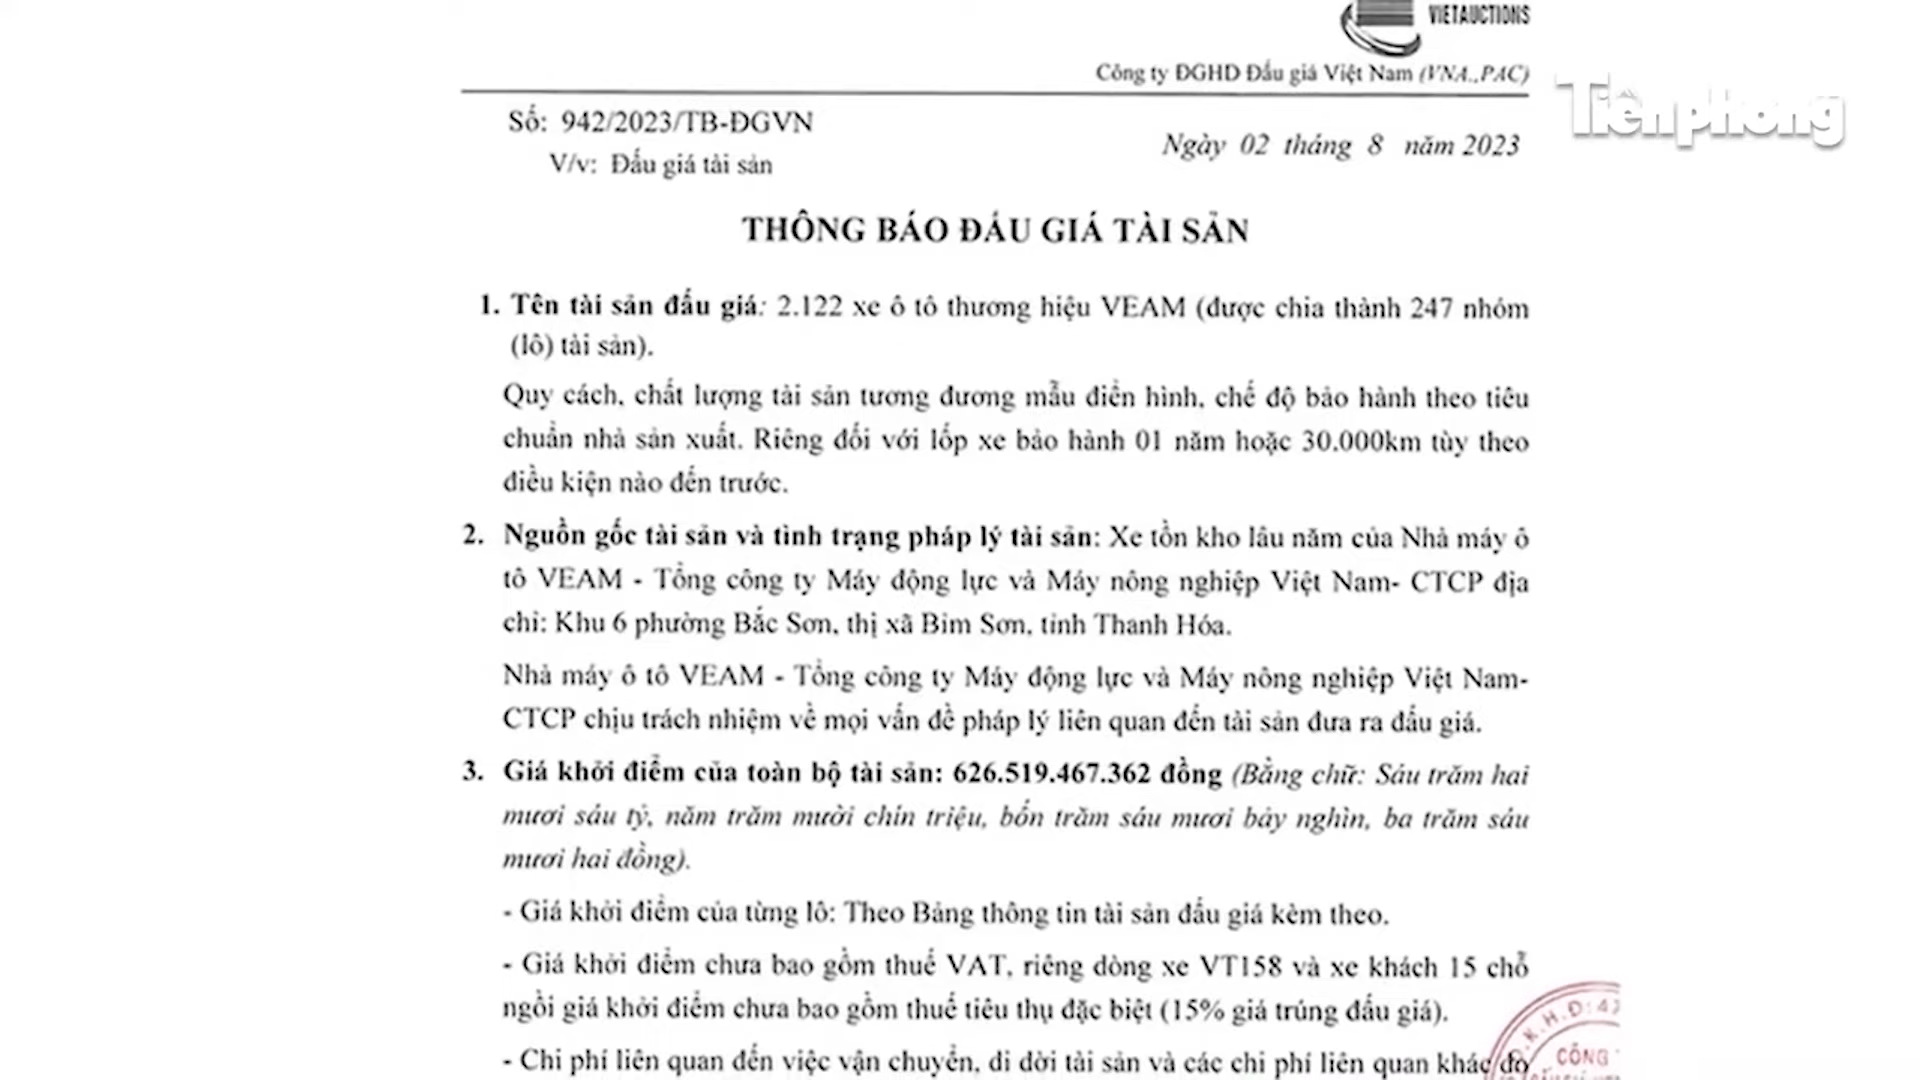 VIETAUCTIONS
Công ty ĐGHD Đấu giá Việt Nam (VNA.,PAC)
Tiền phong
Số: 942/2023/TB-ĐGVN
Ngày 02 tháng 8 năm 2023
V/v: Đấu giá tài sản
THÔNG BÁO ĐẤU GIÁ TÀI SẢN
1. Tên tài sản đấu giá: 2.122 xe ô tô thương hiệu VEAM (được chia thành 247 nhóm
(lô) tài sản).
Quy cách, chất lượng tài sản tương đương mẫu điển hình, chế độ bảo hành theo tiêu
chuẩn nhà sản xuất. Riêng đối với lốp xe bảo hành 01 năm hoặc 30.000km tùy theo
điều kiện nào đến trước.
2. Nguồn gốc tài sản và tình trạng pháp lý tài sản: Xe tồn kho lâu năm của Nhà máy ô
tô VEAM - Tổng công ty Máy động lực và Máy nông nghiệp Việt Nam- CTCP địa
chỉ: Khu 6 phường Bắc Sơn, thị xã Bỉm Sơn, tỉnh Thanh Hóa.
Nhà máy ô tô VEAM - Tổng công ty Máy động lực và Máy nông nghiệp Việt Nam-
CTCP chịu trách nhiệm về mọi vấn đề pháp lý liên quan đến tài sản đưa ra đấu giá.
3. Giá khởi điểm của toàn bộ tài sản: 626.519.467.362 đồng (Bằng chữ: Sáu trăm hai
mươi sáu tỷ, năm trăm mười chín triệu, bốn trăm sáu mươi bảy nghìn, ba trăm sáu
mươi hai đồng).
- Giá khởi điểm của từng lô: Theo Bảng thông tin tài sản đấu giá kèm theo.
- Giá khởi điểm chưa bao gồm thuế VAT, riêng dòng xe VT158 và xe khách 15 chỗ
ngồi giá khởi điểm chưa bao gồm thuế tiêu thụ đặc biệt (15% giá trúng đấu giá).
- Chi phí liên quan đến việc vận chuyển, di dời tài sản và các chi phí liên quan khác do
Đ.K.H.D:4
CÔNG